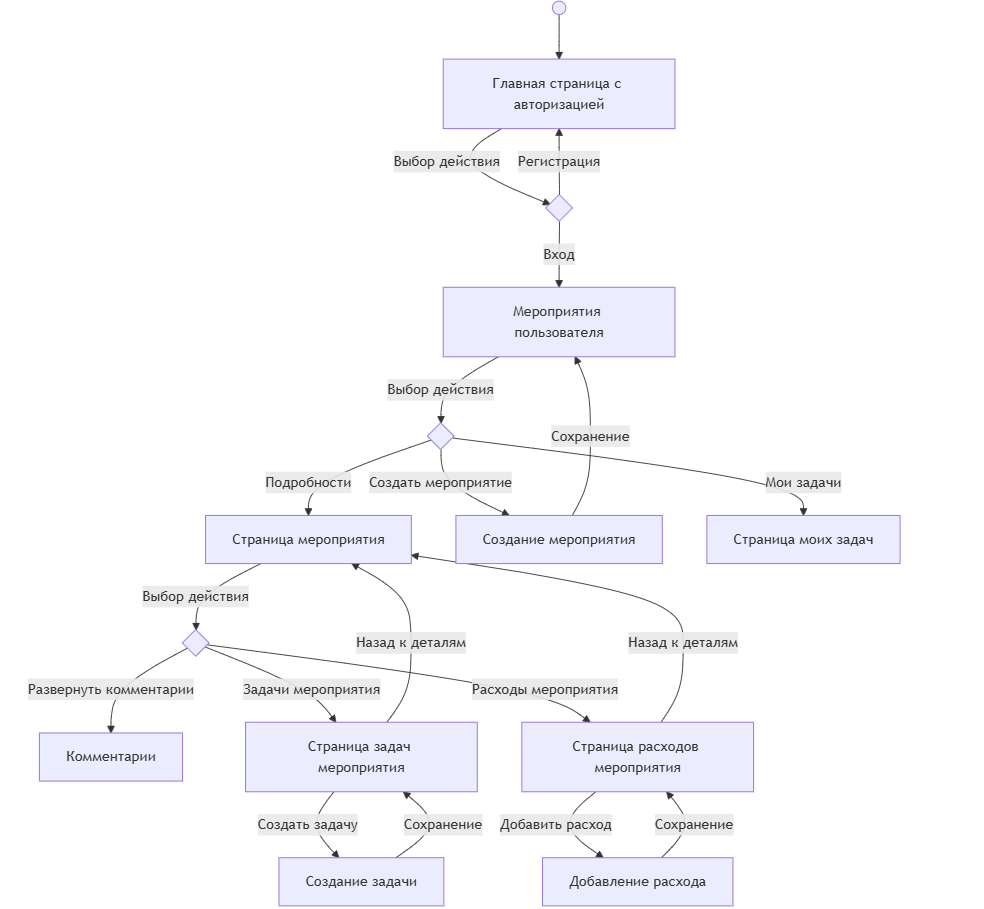 Главная страница с
авторизацией
Выбор действия
Регистрация
Вход
Мероприятия
пользователя
Выбор действия
Сохранение
Подробности
Создать мероприятие
Мои задачи
Страница мероприятия
Создание мероприятия
Страница моих задач
Выбор действия
Назад к деталям
Назад к деталям
Развернуть комментарии
Задачи мероприятия
Расходы мероприятия
Комментарии
Страница задач
мероприятия
Страница расходов
мероприятия
Создать задачу
Сохранение
Добавить расход
Сохранение
Создание задачи
Добавление расхода